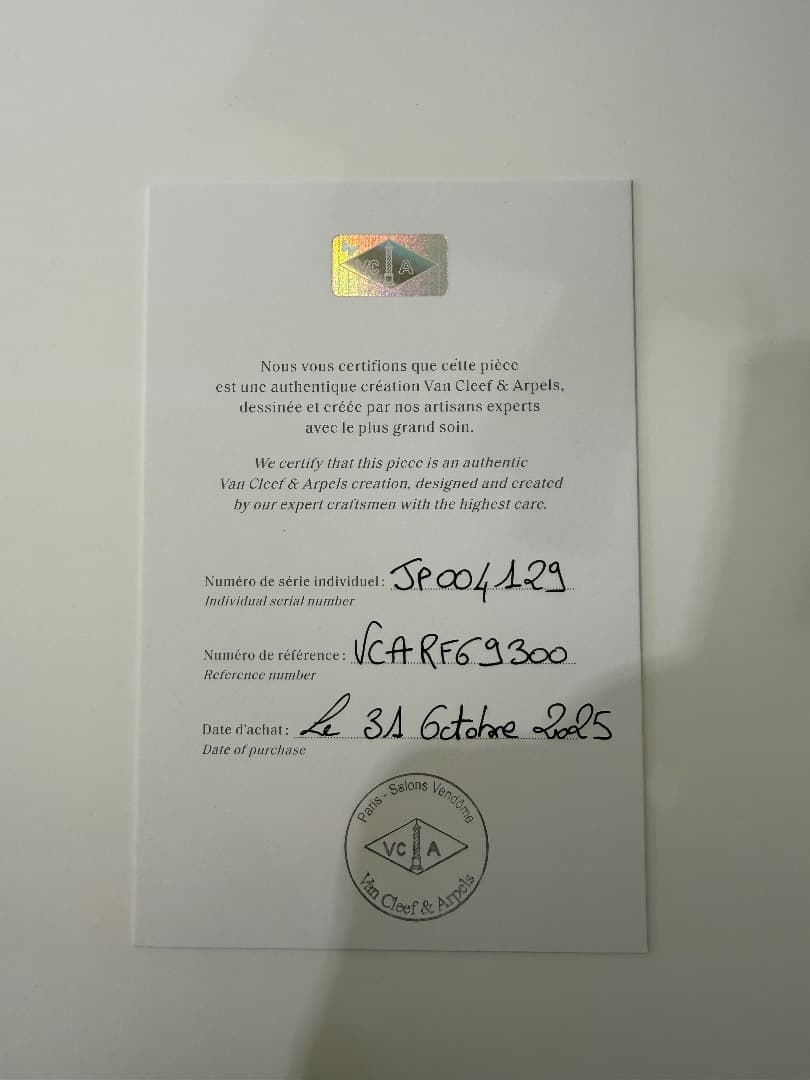 VC A
Nous vous certifions que cette pièce
est une authentique création Van Cleef & Arpels,
dessinée et créée par nos artisans experts
avec le plus grand soin.
We certify that this piece is an authentic
Van Cleef & Arpels creation, designed and created
by our expert craftsmen with the highest care.
Numéro de série individuel : JP004129
Individual serial number
Numéro de référence : VCARF69300
Reference number
Date d'achat : Le 31 Octobre 2025
Date of purchase
Paris - Salons Vendôme
VC A
Van Cleef & Arpels